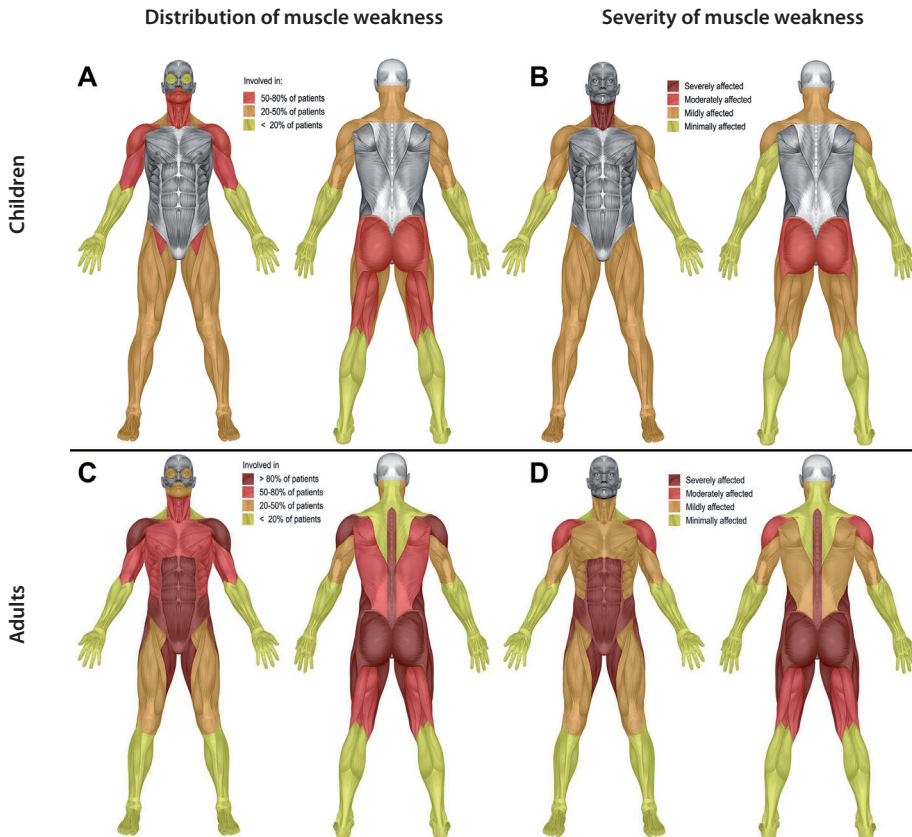 Distribution of muscle weakness
Severity of muscle weakness
Children
A
Involved in:
50-80% of patients
20-50% of patients
< 20% of patients
B
Severely affected
Moderately affected
Mildly affected
Minimally affected
Adults
C
Involved in
> 80% of patients
50-80% of patients
20-50% of patients
< 20% of patients
D
Severely affected
Moderately affected
Mildly affected
Minimally affected